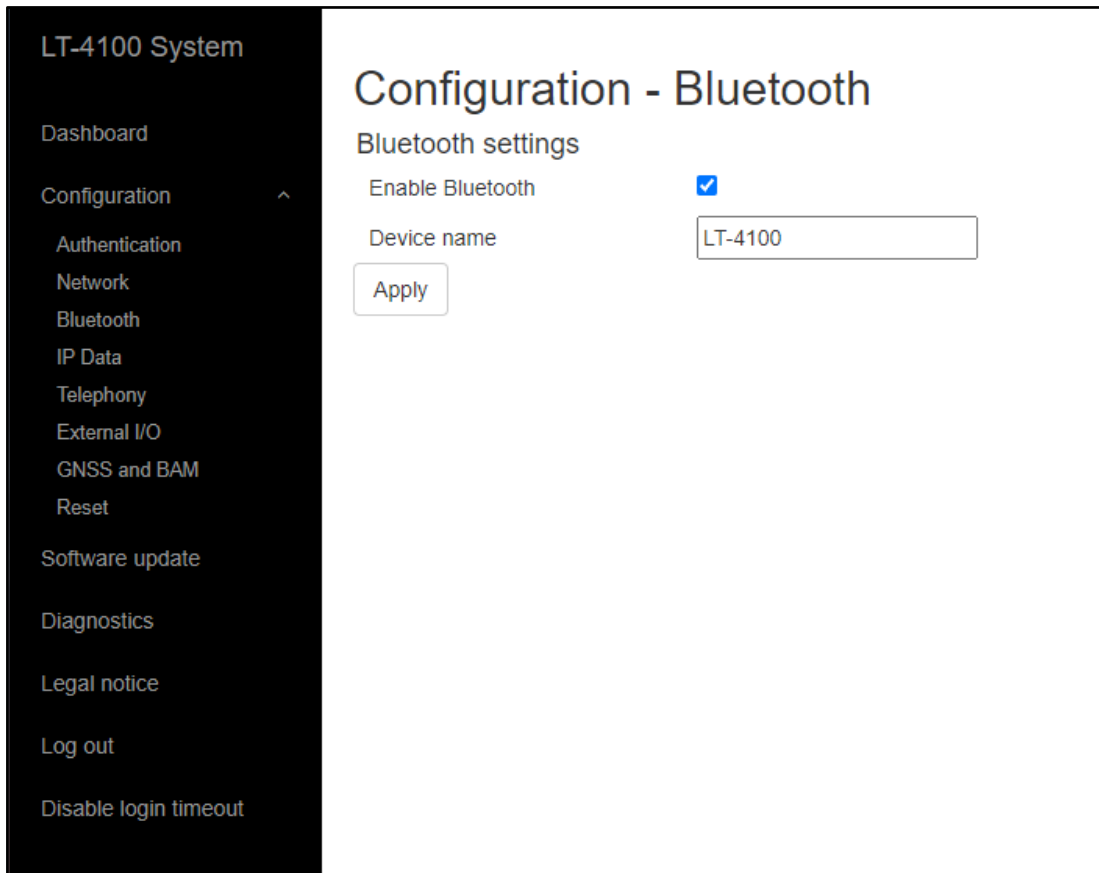 LT-4100 System
Dashboard
Configuration
Authentication
Network
Bluetooth
IP Data
Telephony
External I/O
GNSS and BAM
Reset
Software update
Diagnostics
Legal notice
Log out
Disable login timeout
Configuration - Bluetooth
Bluetooth settings
Enable Bluetooth
Device name LT-4100
Apply